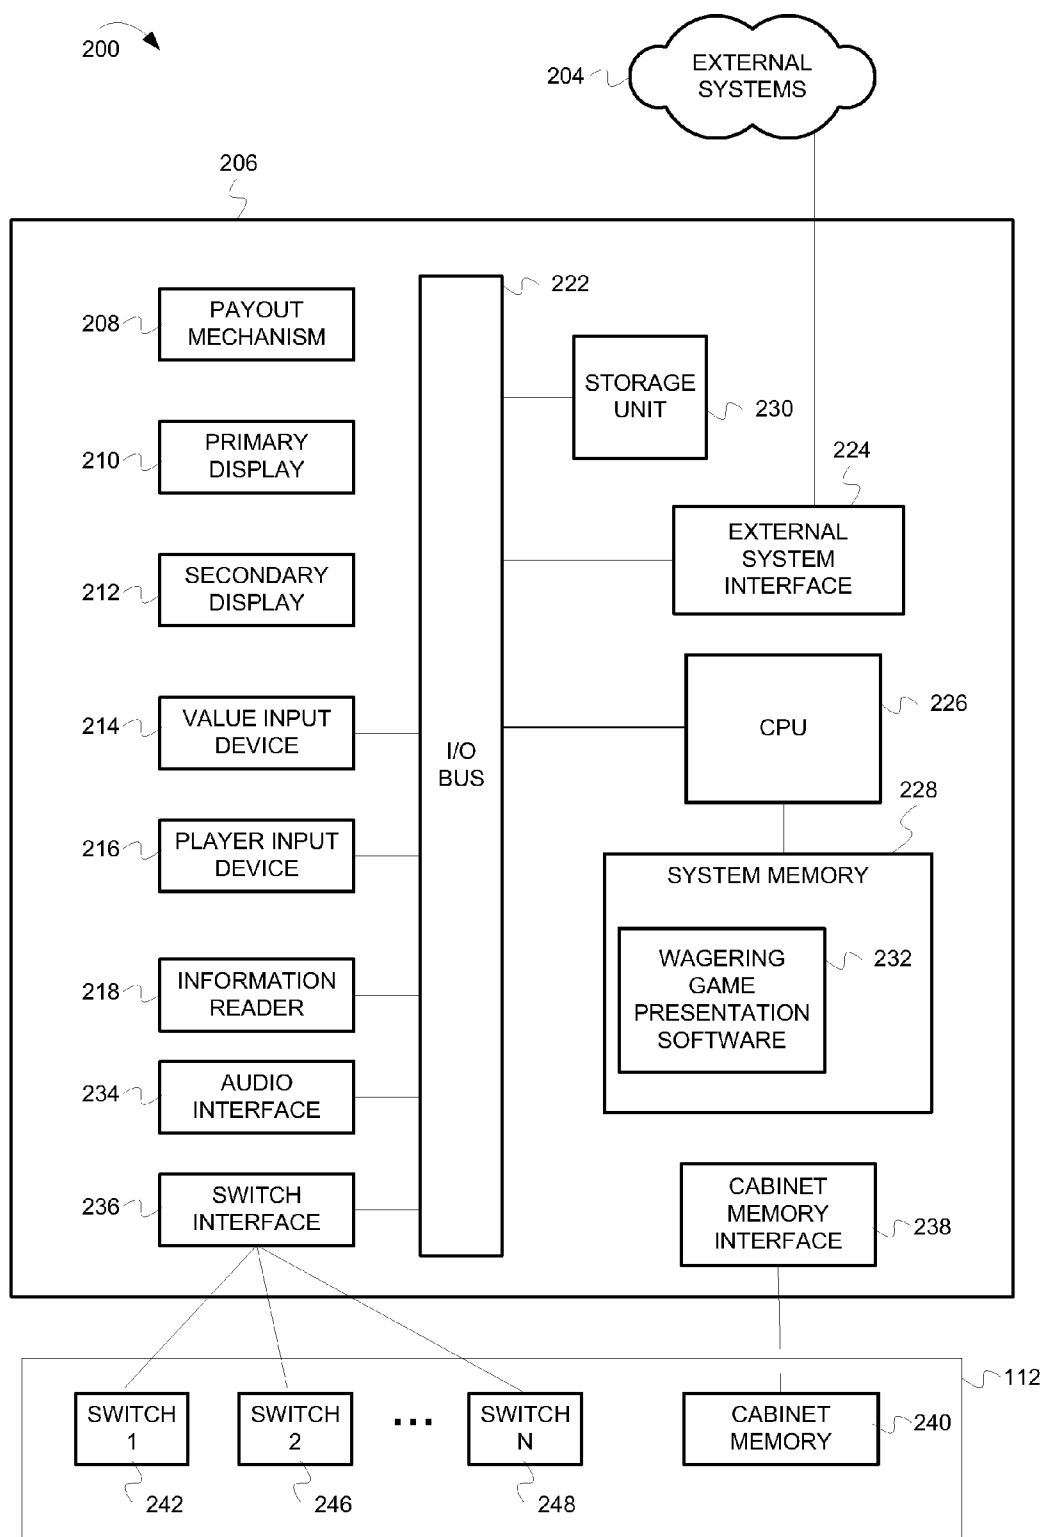 200
204
EXTERNAL
SYSTEMS
206
222
208
PAYOUT
MECHANISM
STORAGE
UNIT
230
210
PRIMARY
DISPLAY
224
EXTERNAL
SYSTEM
INTERFACE
212
SECONDARY
DISPLAY
214
VALUE INPUT
DEVICE
I/O
BUS
CPU
226
228
216
PLAYER INPUT
DEVICE
SYSTEM MEMORY
218
INFORMATION
READER
WAGERING
GAME
PRESENTATION
SOFTWARE
232
234
AUDIO
INTERFACE
236
SWITCH
INTERFACE
CABINET
MEMORY
INTERFACE
238
112
SWITCH
1
SWITCH
2
...
SWITCH
N
CABINET
MEMORY
240
242
246
248